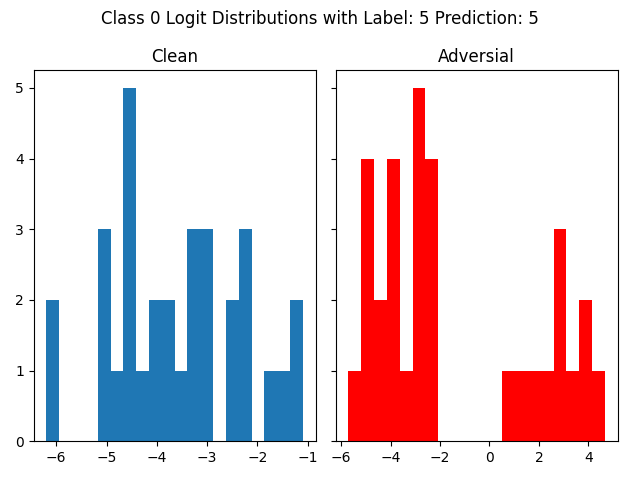 Class 0 Logit Distributions with Label: 5 Prediction: 5
Clean
Adversial
5
4
3
2
1
0
−6 −5 −4 −3 −2 −1
−6 −4 −2 0 2 4